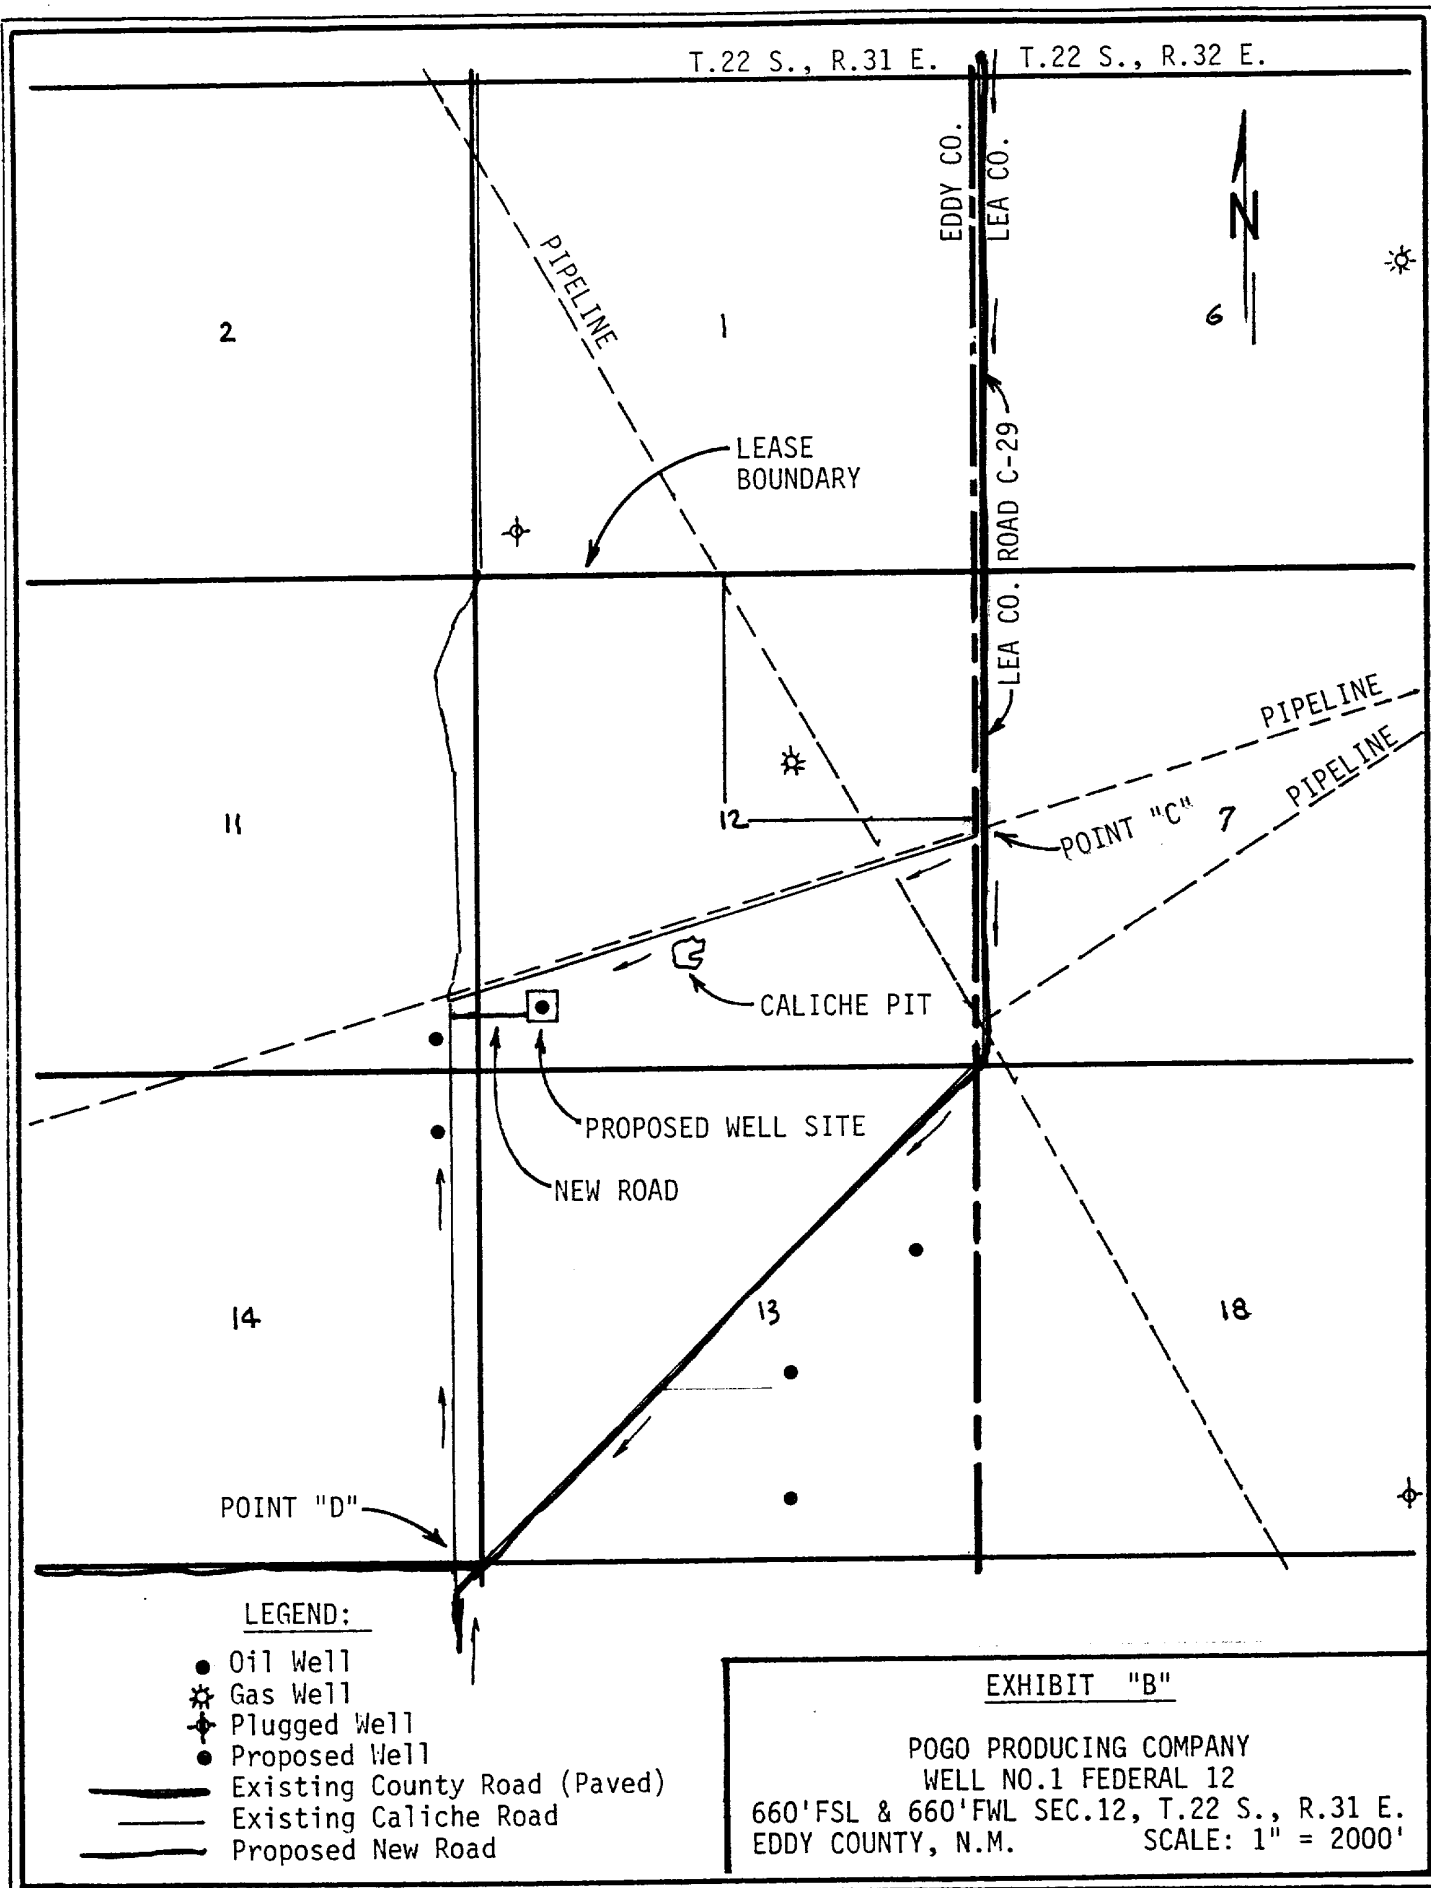 T.22 S., R.31 E.
T.22 S., R.32 E.
EDDY CO.
LEA CO.
N
PIPELINE
2
1
6
LEASE
BOUNDARY
LEA CO. ROAD C-29
PIPELINE
PIPELINE
11
12
POINT "C"
7
CALICHE PIT
PROPOSED WELL SITE
NEW ROAD
14
13
18
POINT "D"
LEGEND:
Oil Well
Gas Well
Plugged Well
Proposed Well
Existing County Road (Paved)
Existing Caliche Road
Proposed New Road
EXHIBIT "B"
POGO PRODUCING COMPANY
WELL NO.1 FEDERAL 12
660'FSL & 660'FWL SEC.12, T.22 S., R.31 E.
EDDY COUNTY, N.M. SCALE: 1" = 2000'